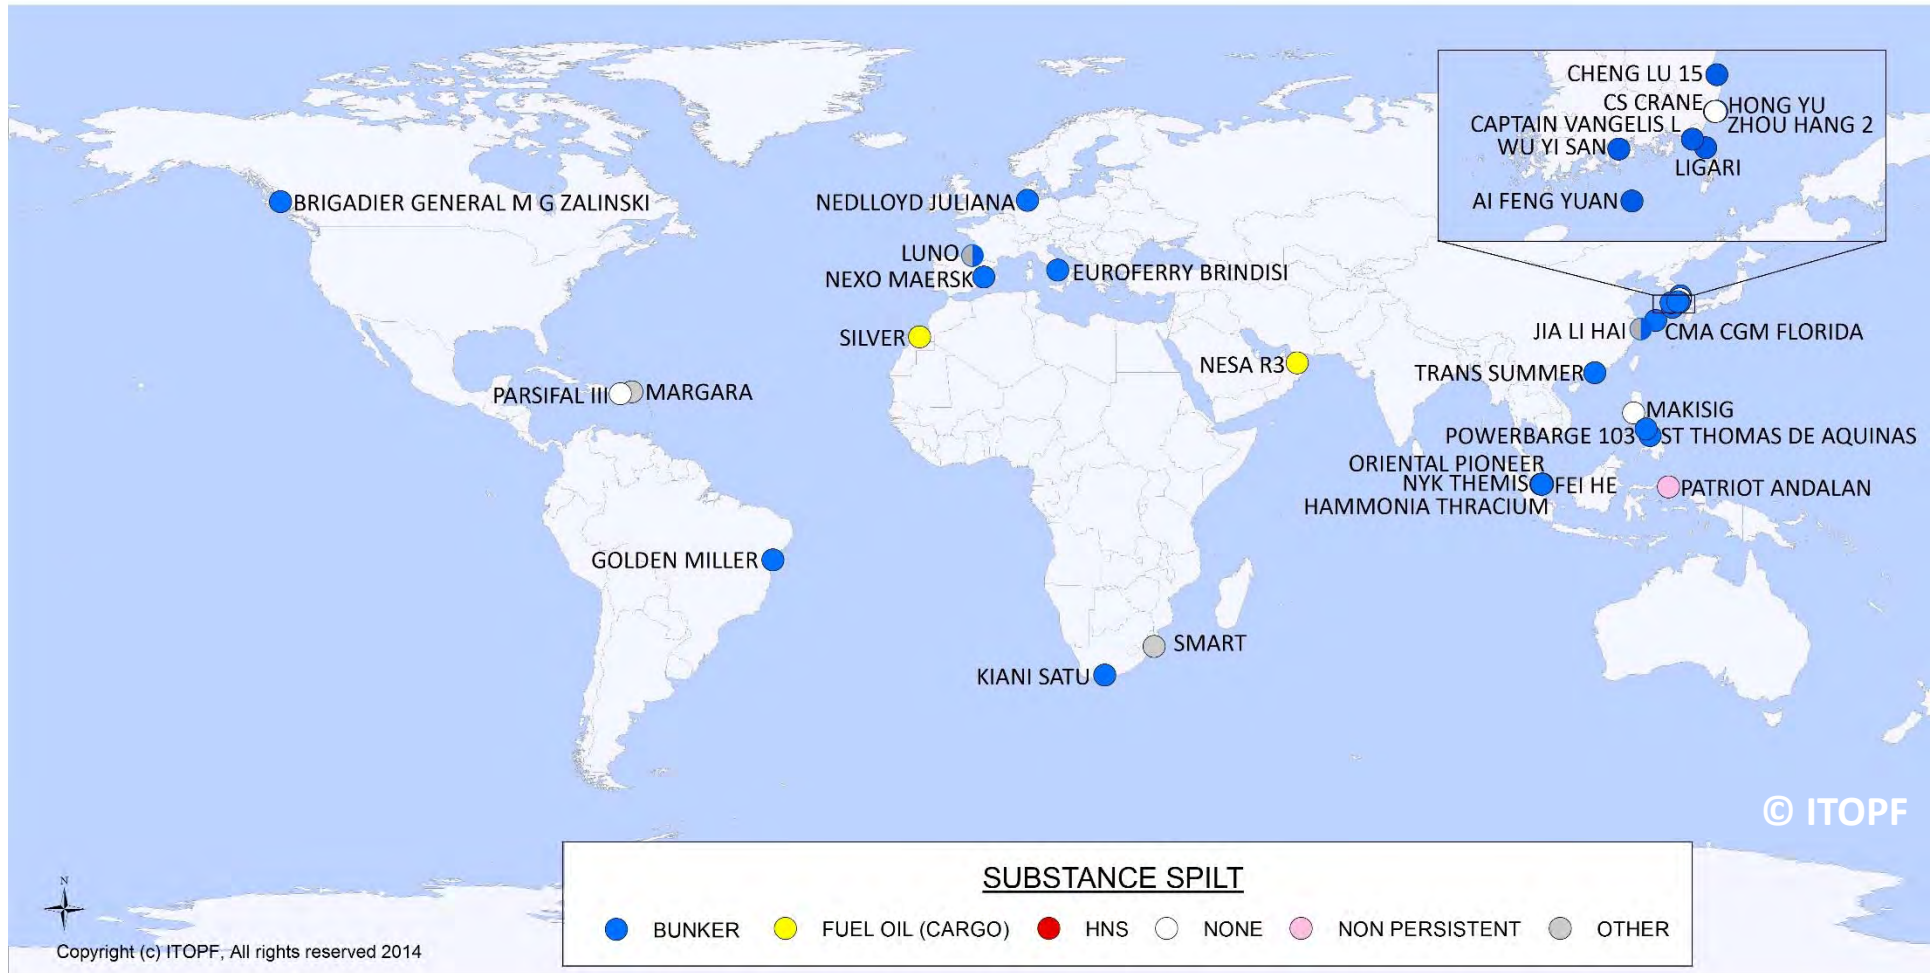 CHENG LU 15
CS CRANE
HONG YU
CAPTAIN VANGELIS L
ZHOU HANG 2
WU YI SAN
LIGARI
AI FENG YUAN
BRIGADIER GENERAL M G ZALINSKI
NEDLLOYD JULIANA
LUNO
NEXO MAERSK
EUROFERRY BRINDISI
SILVER
JIA LI HAI
CMA CGM FLORIDA
NESA R3
TRANS SUMMER
PARSIFAL III
MARGARA
MAKISIG
POWERBARGE 103
ST THOMAS DE AQUINAS
ORIENTAL PIONEER
NYK THEMIS
FEI HE
HAMMONIA THRACIUM
PATRIOT ANDALAN
GOLDEN MILLER
SMART
KIANI SATU
© ITOPF
SUBSTANCE SPILT
BUNKER
FUEL OIL (CARGO)
HNS
NONE
NON PERSISTENT
OTHER
N
Copyright (c) ITOPF, All rights reserved 2014